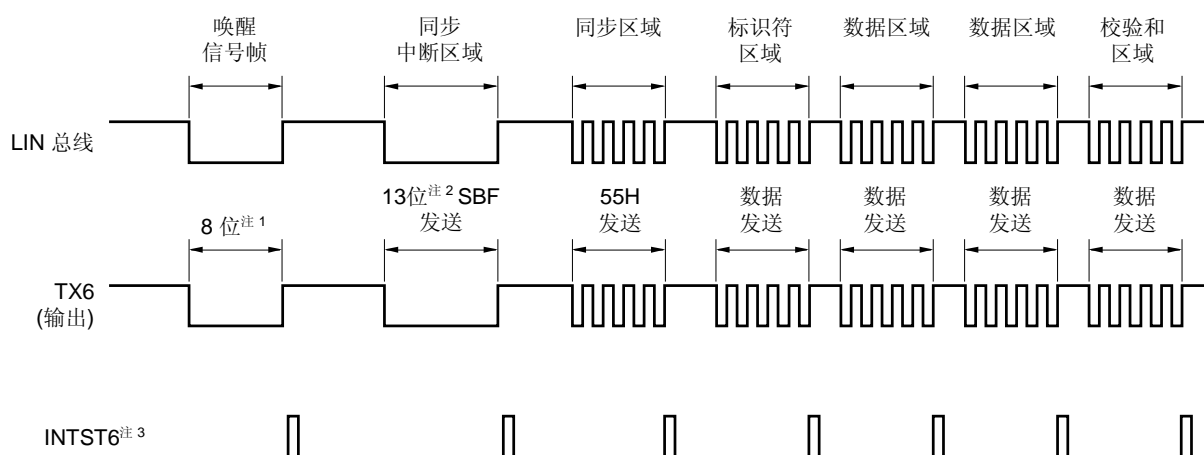 唤醒
信号帧
同步
中断区域
同步区域
标识符
区域
数据区域
数据区域
校验和
区域
LIN 总线
8 位注 1
13位注 2 SBF
发送
55H
发送
数据
发送
数据
发送
数据
发送
数据
发送
TX6
(输出)
INTST6注 3